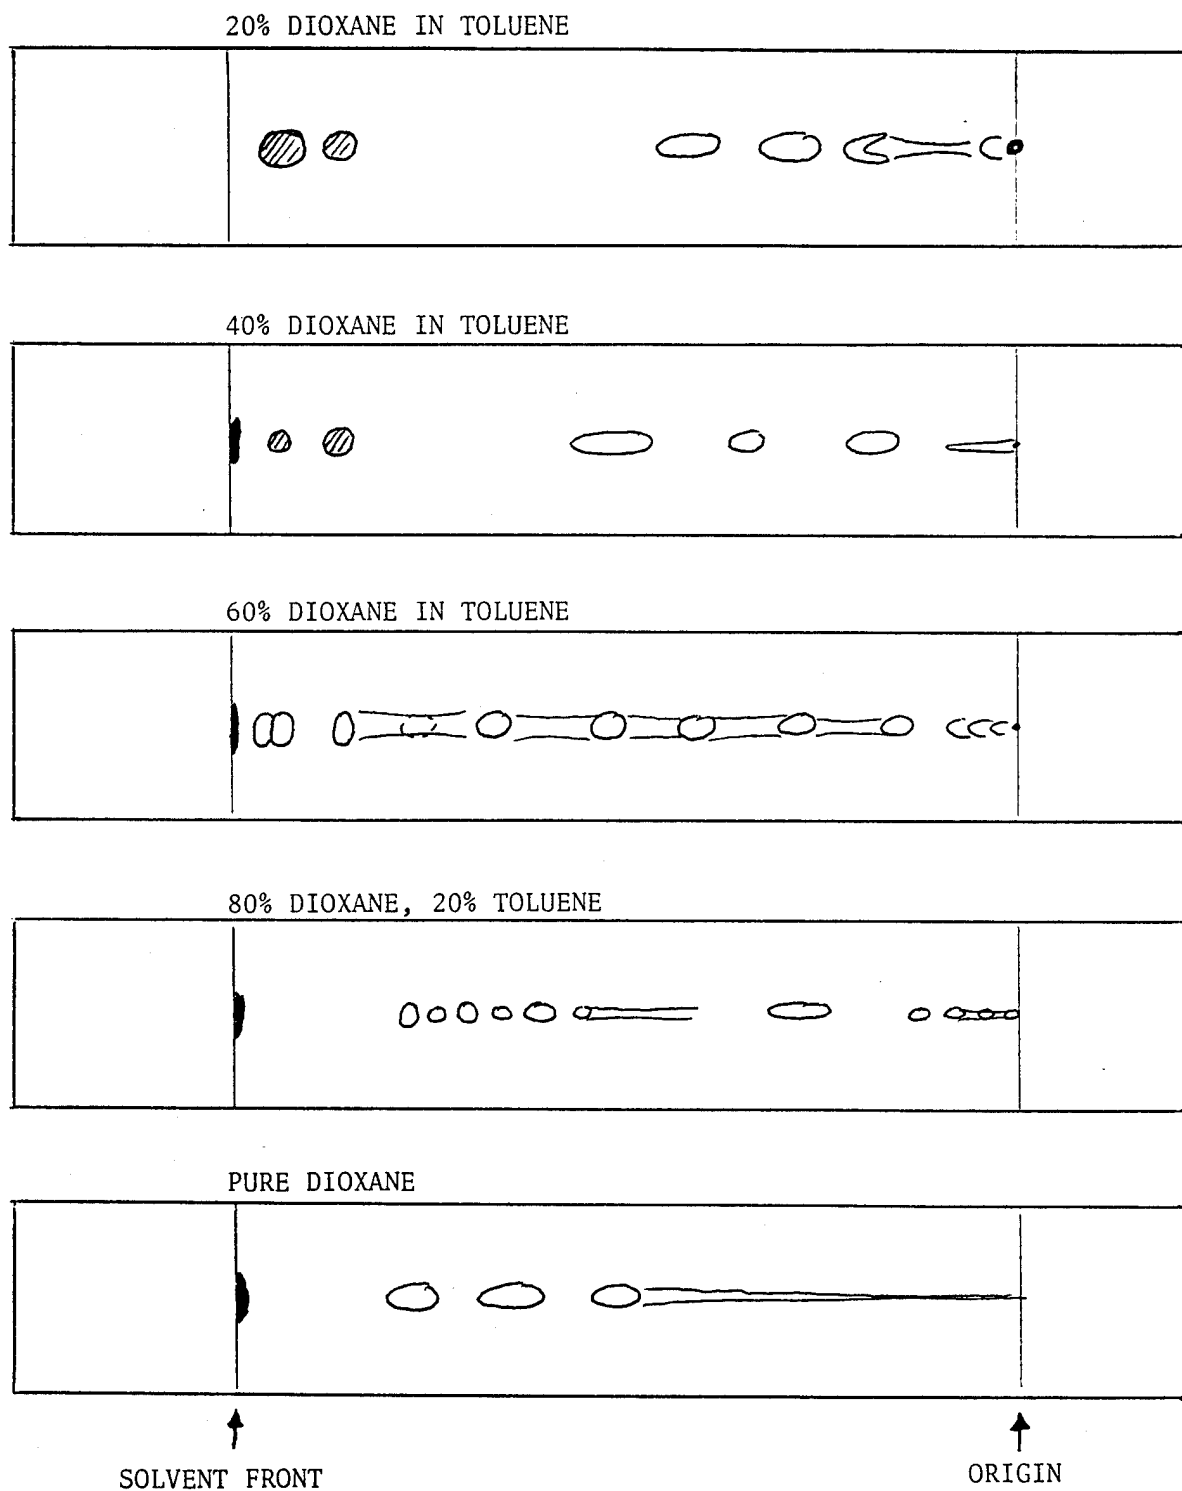 20% DIOXANE IN TOLUENE
40% DIOXANE IN TOLUENE
60% DIOXANE IN TOLUENE
80% DIOXANE, 20% TOLUENE
PURE DIOXANE
SOLVENT FRONT
ORIGIN